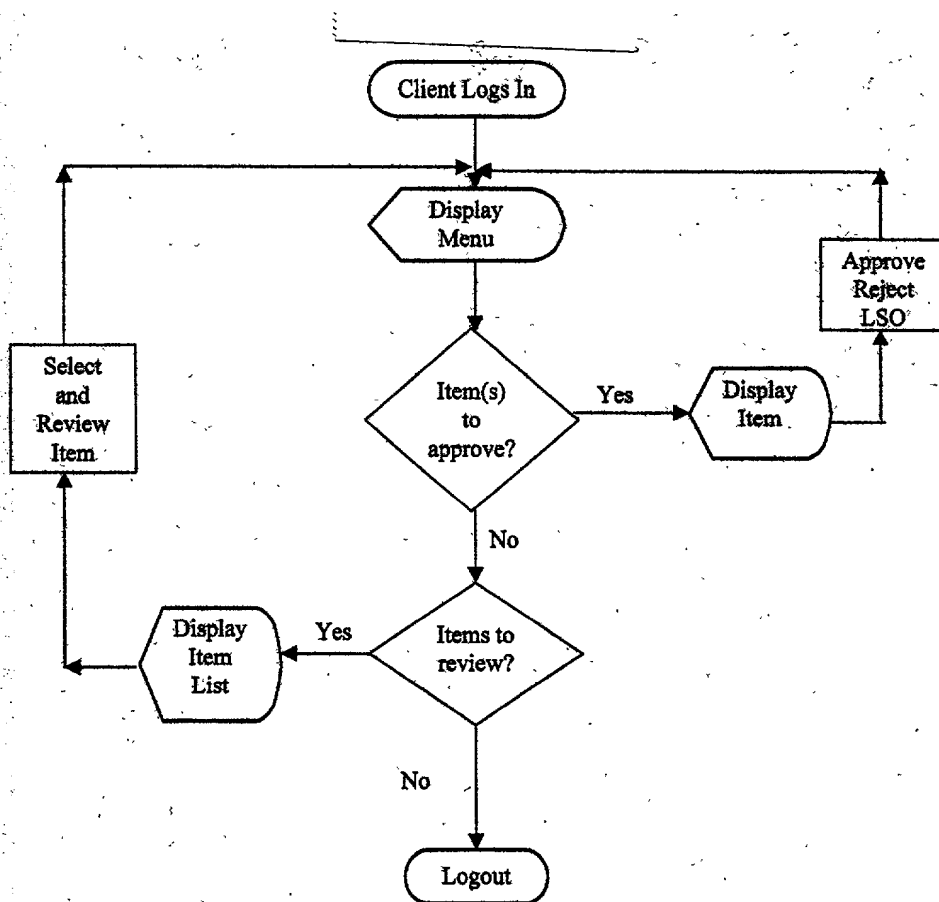 Client Logs In
Display
Menu
Approve
Reject
LSO
Select
and
Review
Item
Item(s)
to
approve?
Yes
Display
Item
No
Display
Item
List
Yes
Items to
review?
No
Logout